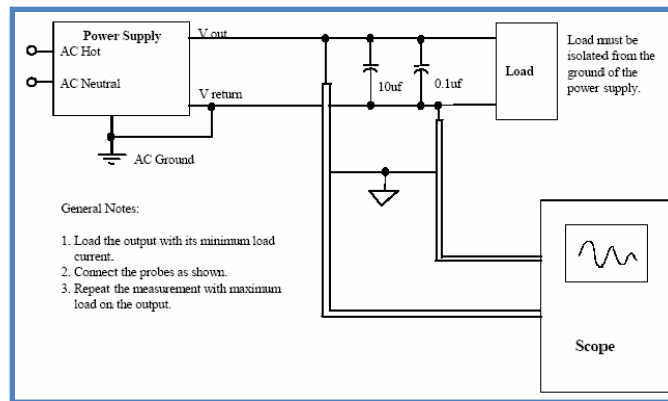 Power Supply
AC Hot
AC Neutral
V out
V return
AC Ground
10uf
0.1uf
Load
Load must be
isolated from the
ground of the
power supply.
General Notes:
1. Load the output with its minimum load
current.
2. Connect the probes as shown.
3. Repeat the measurement with maximum
load on the output.
Scope